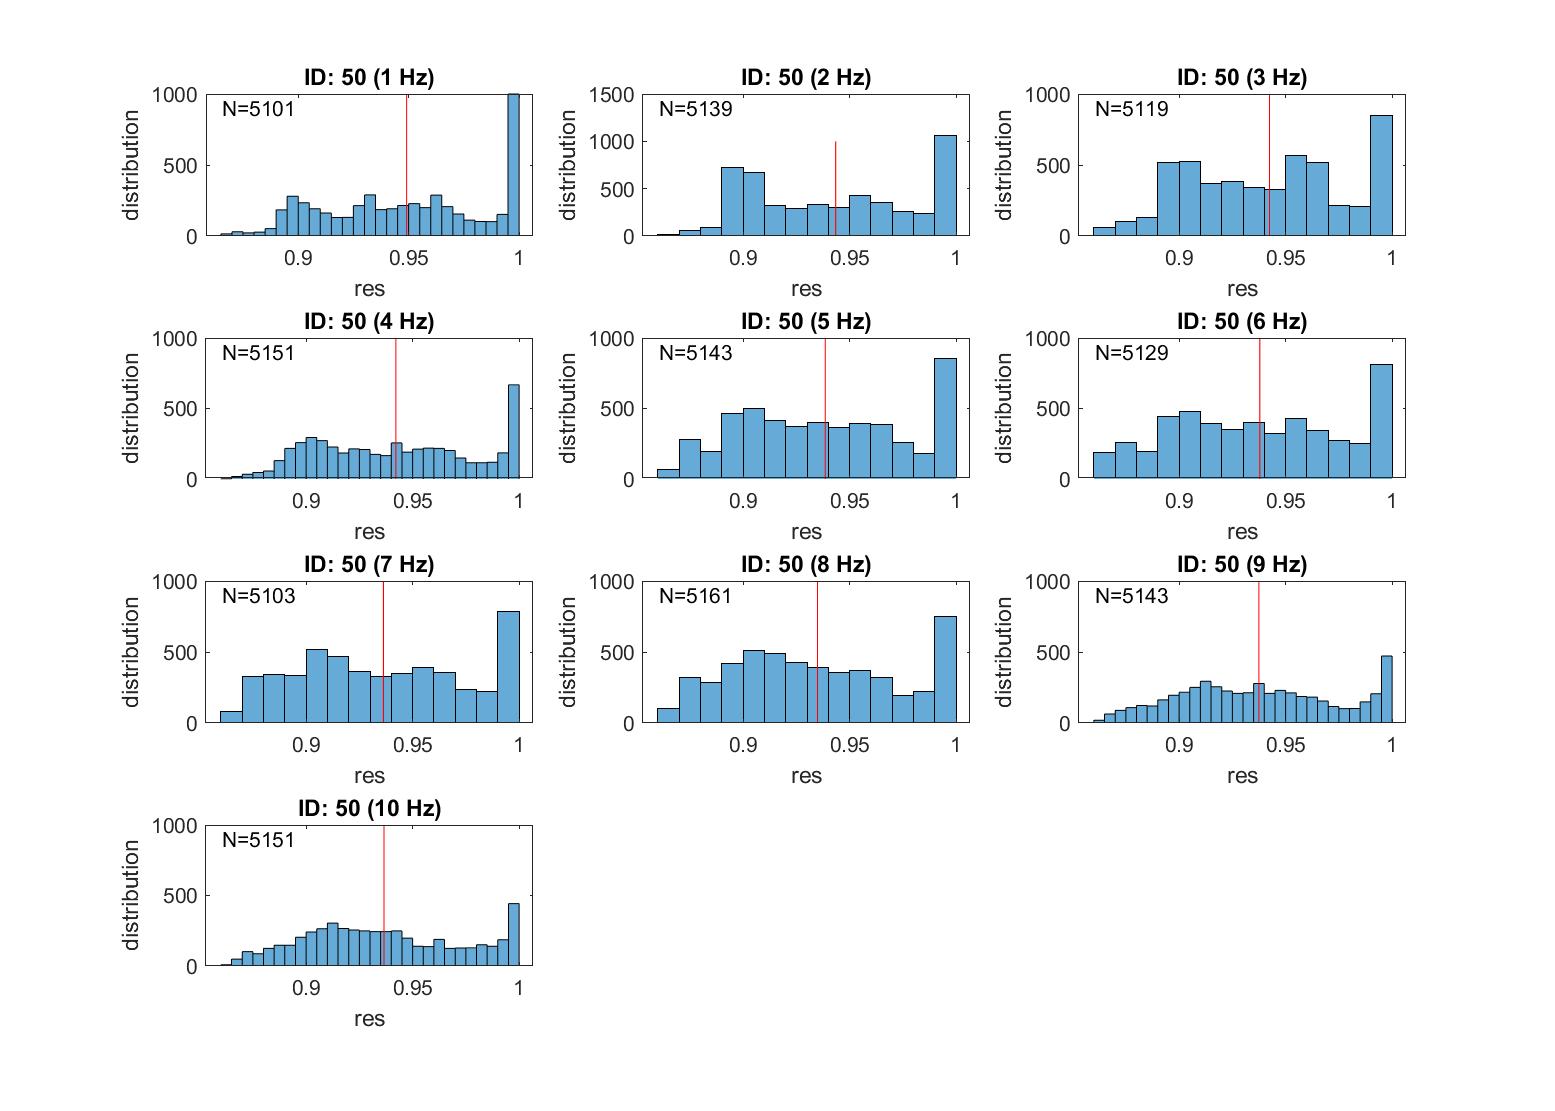 ID: 50 (1 Hz)
N=5101
distribution
1000
500
0
0.9 0.95 1
res
ID: 50 (2 Hz)
N=5139
distribution
1500
1000
500
0
0.9 0.95 1
res
ID: 50 (3 Hz)
N=5119
distribution
1000
500
0
0.9 0.95 1
res
ID: 50 (4 Hz)
N=5151
distribution
1000
500
0
0.9 0.95 1
res
ID: 50 (5 Hz)
N=5143
distribution
1000
500
0
0.9 0.95 1
res
ID: 50 (6 Hz)
N=5129
distribution
1000
500
0
0.9 0.95 1
res
ID: 50 (7 Hz)
N=5103
distribution
1000
500
0
0.9 0.95 1
res
ID: 50 (8 Hz)
N=5161
distribution
1000
500
0
0.9 0.95 1
res
ID: 50 (9 Hz)
N=5143
distribution
1000
500
0
0.9 0.95 1
res
ID: 50 (10 Hz)
N=5151
distribution
1000
500
0
0.9 0.95 1
res